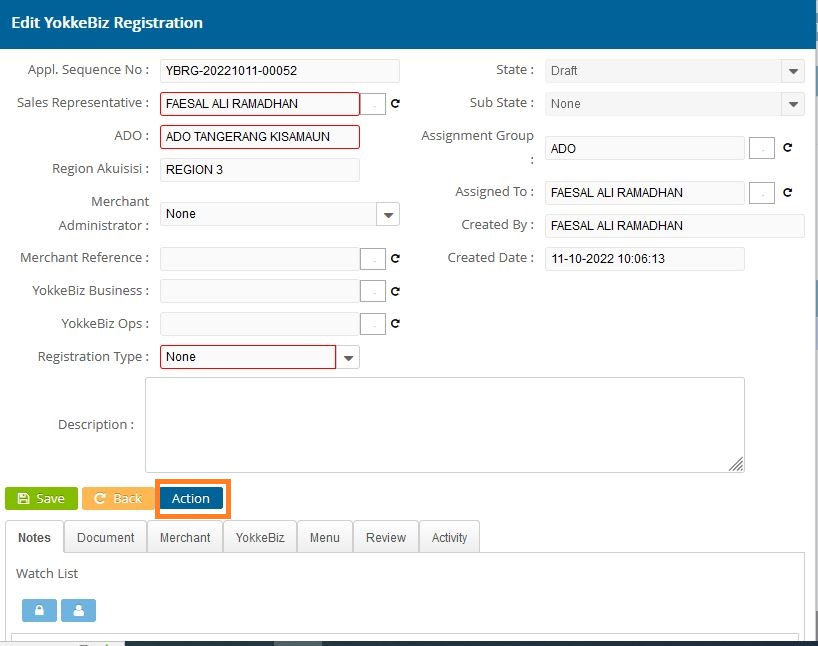 Edit YokkeBiz Registration
Appl. Sequence No : YBRG-20221011-00052
State : Draft
Sales Representative : FAESAL ALI RAMADHAN ...
Sub State : None
ADO : ADO TANGERANG KISAMAUN
Assignment Group : ADO ...
Region Akuisisi : REGION 3
Assigned To : FAESAL ALI RAMADHAN ...
Merchant
Administrator : None
Created By : FAESAL ALI RAMADHAN
Merchant Reference : ...
Created Date : 11-10-2022 10:06:13
YokkeBiz Business : ...
YokkeBiz Ops : ...
Registration Type : None
Description :
Save Back Action
Notes Document Merchant YokkeBiz Menu Review Activity
Watch List